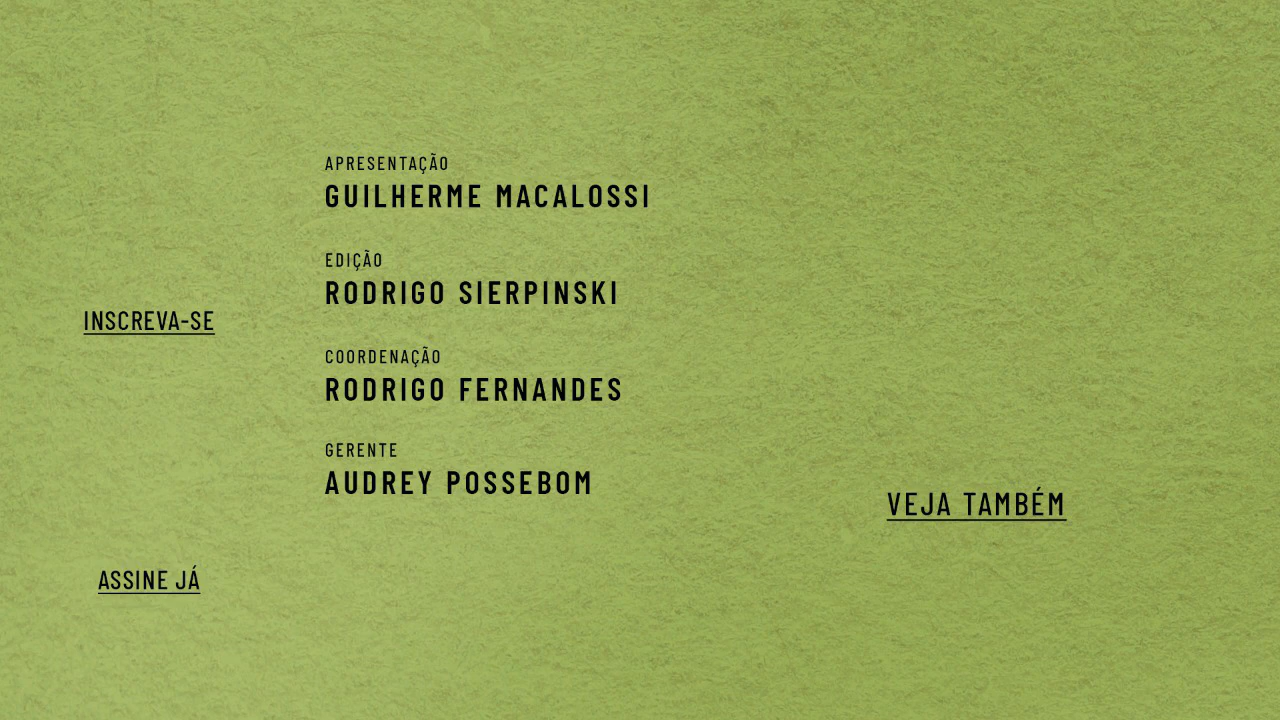 APRESENTAÇÃO
GUILHERME MACALOSSI
EDIÇÃO
RODRIGO SIERPINSKI
INSCREVA-SE
COORDENAÇÃO
RODRIGO FERNANDES
GERENTE
AUDREY POSSEBOM
VEJA TAMBÉM
ASSINE JÁ